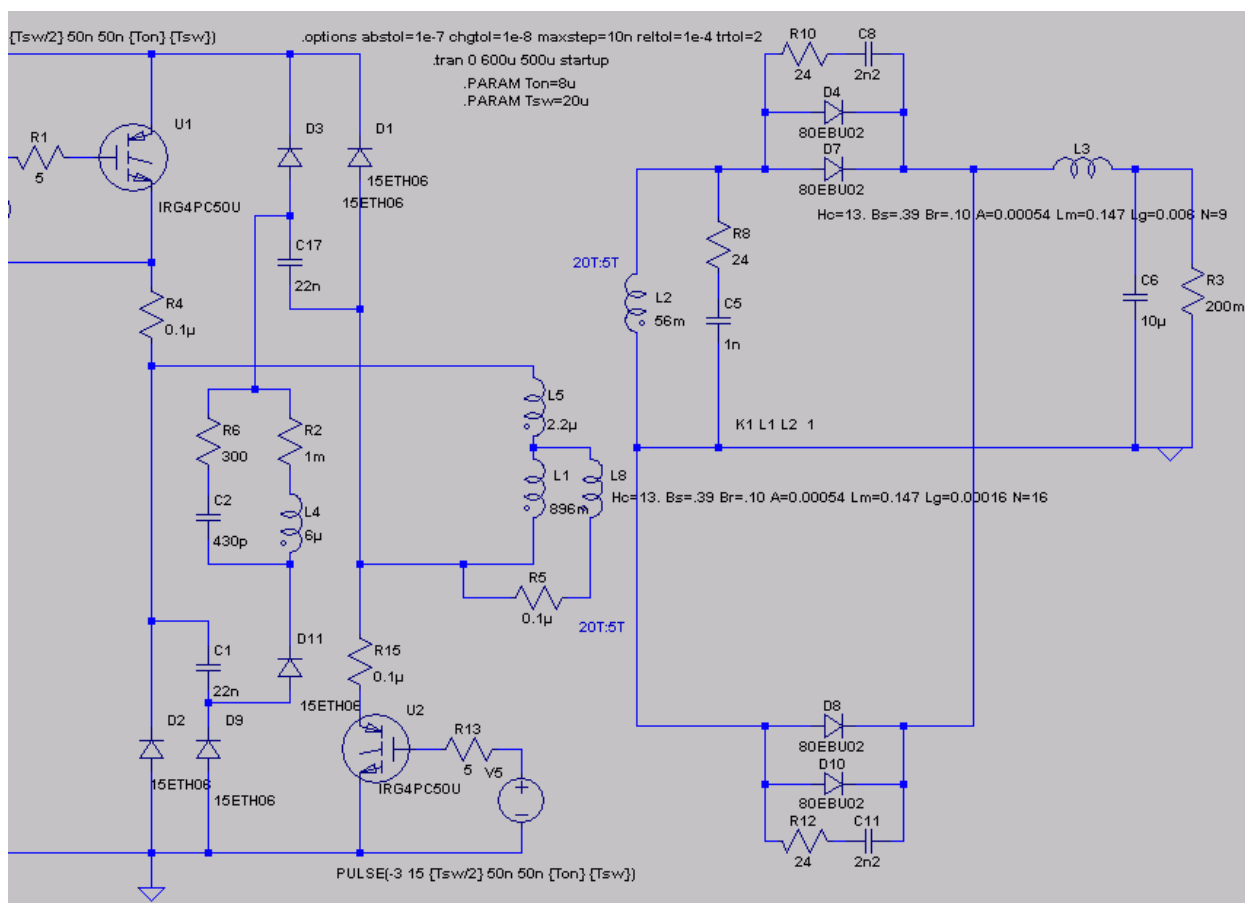 {Tsw/2} 50n 50n {Ton} {Tsw})
.options abstol=1e-7 chgtol=1e-8 maxstep=10n reltol=1e-4 trtol=2
.tran 0 600u 500u startup
.PARAM Ton=8u
.PARAM Tsw=20u
R10
24
C8
2n2
D4
80EBU02
D7
80EBU02
U1
IRG4PC50U
R1
5
D3
D1
15ETH06
15ETH06
L3
Hc=13. Bs=.39 Br=.10 A=0.00054 Lm=0.147 Lg=0.006 N=9
C17
22n
R8
24
20T:5T
L2
56m
C5
1n
C6
10µ
R3
200m
R4
0.1µ
L5
2.2µ
K1 L1 L2 1
R6
300
R2
1m
L1
896m
L8
Hc=13. Bs=.39 Br=.10 A=0.00054 Lm=0.147 Lg=0.00016 N=16
C2
430p
L4
6µ
R5
0.1µ
20T:5T
C1
22n
D11
15ETH06
R15
0.1µ
D2
15ETH06
D9
15ETH06
U2
IRG4PC50U
R13
5
V5
D8
80EBU02
D10
80EBU02
R12
24
C11
2n2
PULSE(-3 15 {Tsw/2} 50n 50n {Ton} {Tsw})